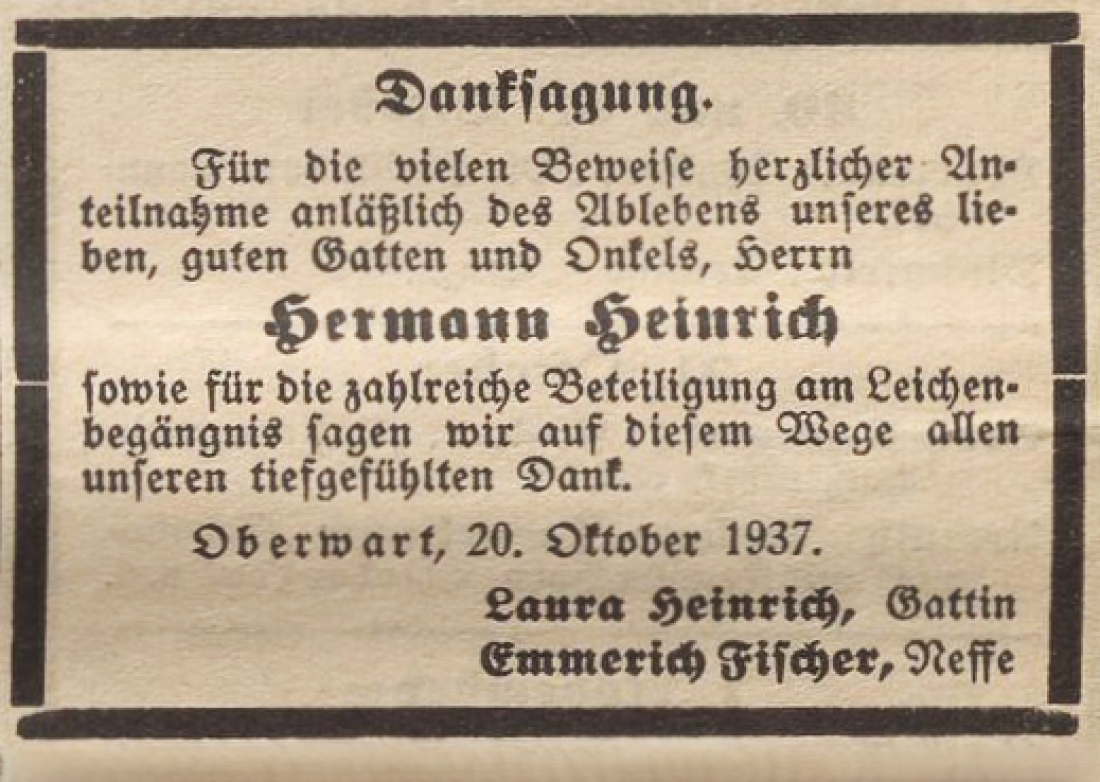 Danksagung.
Für die vielen Beweise herzlicher An-
teilnahme anläßlich des Ablebens unseres lie-
ben, guten Gatten und Onkels, Herrn
Hermann Heinrich
sowie für die zahlreiche Beteiligung am Leichen-
begängnis sagen wir auf diesem Wege allen
unseren tiefgefühlten Dank.
Oberwart, 20. Oktober 1937.
Laura Heinrich, Gattin
Emmerich Fischer, Neffe